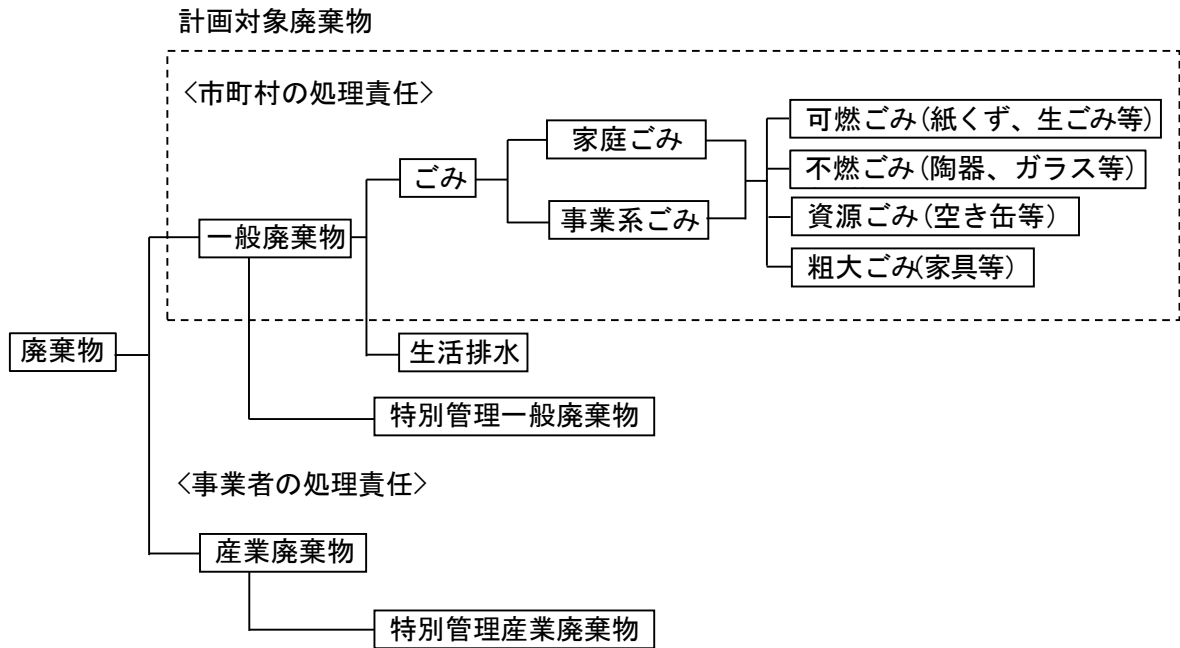 計画対象廃棄物
〈市町村の処理責任〉
可燃ごみ(紙くず、生ごみ等)
家庭ごみ
不燃ごみ(陶器、ガラス等)
ごみ
資源ごみ(空き缶等)
事業系ごみ
一般廃棄物
粗大ごみ(家具等)
廃棄物
生活排水
特別管理一般廃棄物
〈事業者の処理責任〉
産業廃棄物
特別管理産業廃棄物